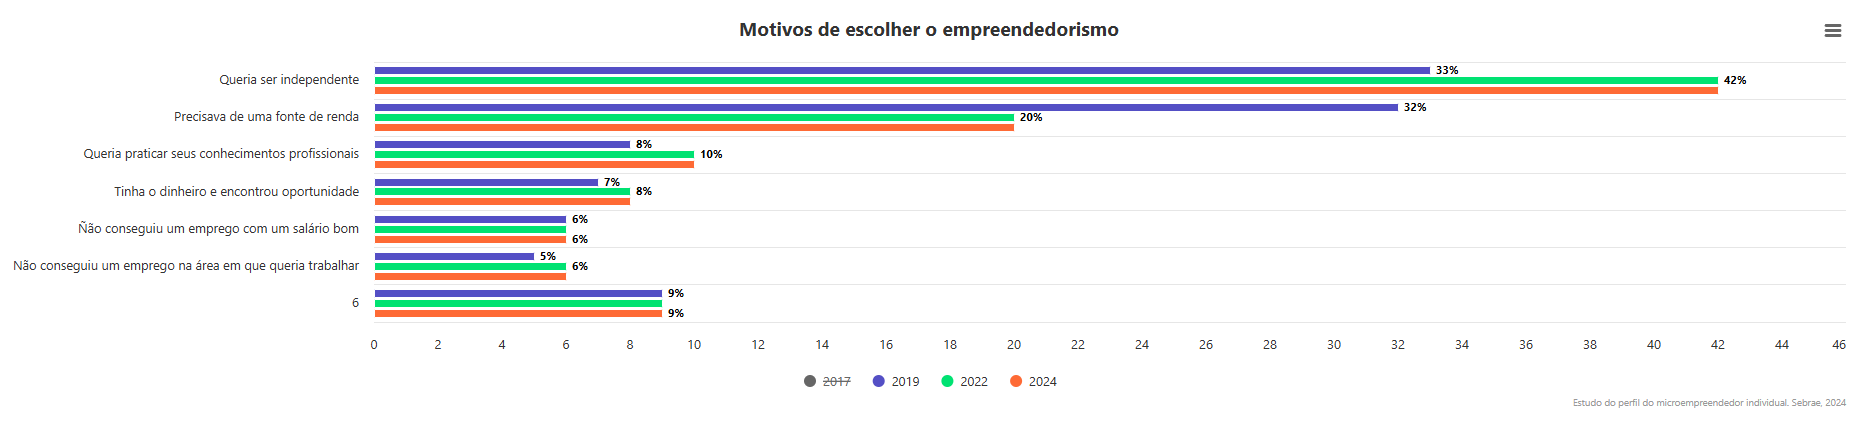 Motivos de escolher o empreendedorismo
Queria ser independente
33%
42%
Precisava de uma fonte de renda
32%
20%
Queria praticar seus conhecimentos profissionais
8%
10%
Tinha o dinheiro e encontrou oportunidade
7%
8%
Ñão conseguiu um emprego com um salário bom
6%
6%
Não conseguiu um emprego na área em que queria trabalhar
5%
6%
6
9%
9%
0 2 4 6 8 10 12 14 16 18 20 22 24 26 28 30 32 34 36 38 40 42 44 46
2017 2019 2022 2024
Estudo do perfil do microempreendedor individual. Sebrae, 2024